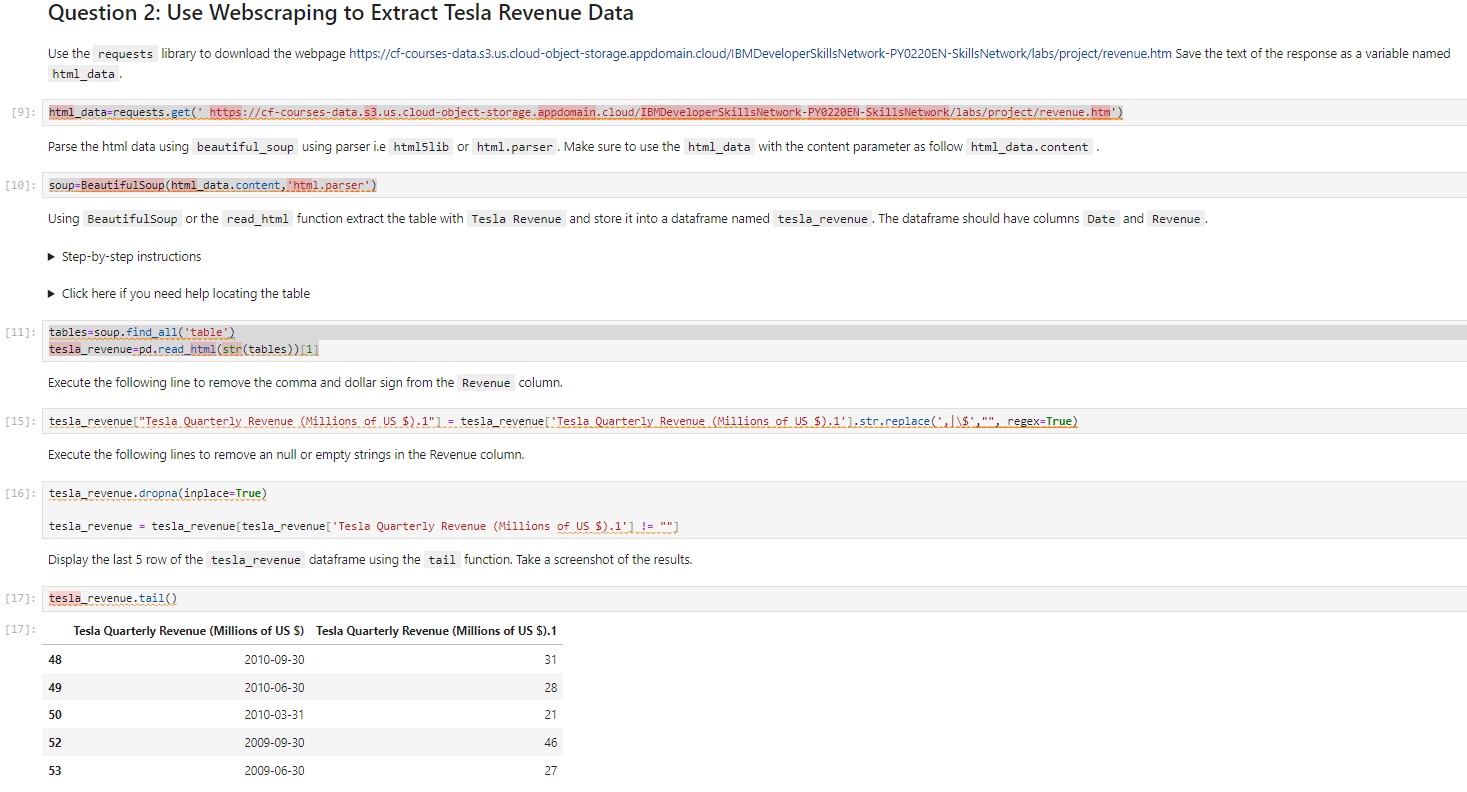 Question 2: Use Webscraping to Extract Tesla Revenue Data
Use the requests library to download the webpage https://cf-courses-data.s3.us.cloud-object-storage.appdomain.cloud/IBMDeveloperSkillsNetwork-PY0220EN-SkillsNetwork/labs/project/revenue.htm Save the text of the response as a variable named
html_data .
[9]: html_data=requests.get(' https://cf-courses-data.s3.us.cloud-object-storage.appdomain.cloud/IBMDeveloperSkillsNetwork-PY0220EN-SkillsNetwork/labs/project/revenue.htm')
Parse the html data using beautiful_soup using parser i.e html5lib or html.parser . Make sure to use the html_data with the content parameter as follow html_data.content .
[10]: soup=BeautifulSoup(html_data.content,'html.parser')
Using BeautifulSoup or the read_html function extract the table with Tesla Revenue and store it into a dataframe named tesla_revenue . The dataframe should have columns Date and Revenue .
▶ Step-by-step instructions
▶ Click here if you need help locating the table
[11]: tables=soup.find_all('table')
tesla_revenue=pd.read_html(str(tables))[1]
Execute the following line to remove the comma and dollar sign from the Revenue column.
[15]: tesla_revenue["Tesla Quarterly Revenue (Millions of US $).1"] = tesla_revenue['Tesla Quarterly Revenue (Millions of US $).1'].str.replace(',|\$',"", regex=True)
Execute the following lines to remove an null or empty strings in the Revenue column.
[16]: tesla_revenue.dropna(inplace=True)
tesla_revenue = tesla_revenue[tesla_revenue['Tesla Quarterly Revenue (Millions of US $).1'] != ""]
Display the last 5 row of the tesla_revenue dataframe using the tail function. Take a screenshot of the results.
[17]: tesla_revenue.tail()
[17]: Tesla Quarterly Revenue (Millions of US $) Tesla Quarterly Revenue (Millions of US $).1
48 2010-09-30 31
49 2010-06-30 28
50 2010-03-31 21
52 2009-09-30 46
53 2009-06-30 27